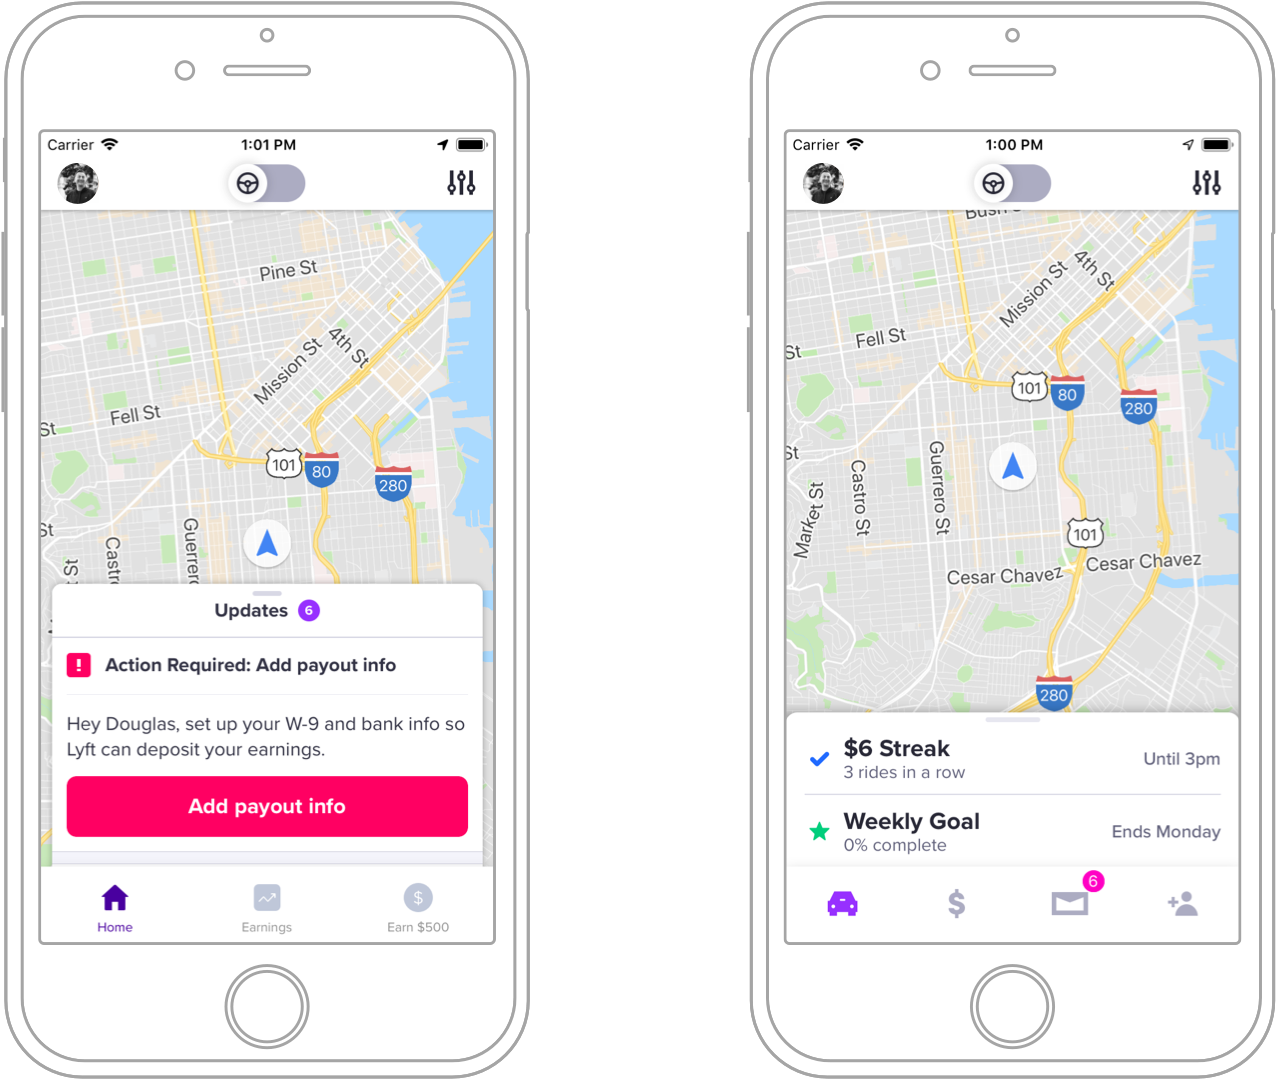 Carrier
1:01 PM
Pine St
4th St
Mission St
Fell St
St
101
80
280
St
Guerrero
Castro
St
Updates 6
! Action Required: Add payout info
Hey Douglas, set up your W-9 and bank info so
Lyft can deposit your earnings.
Add payout info
Home
Earnings
$
Earn $500
Carrier
1:00 PM
Bush S
4th St
Mission St
Fell St
St
101
80
280
Guerrero St
St
Castro St
Market St
101
Cesar Chavez
Cesar Chavez
280
$6 Streak
3 rides in a row
Until 3pm
Weekly Goal
0% complete
Ends Monday
$
6